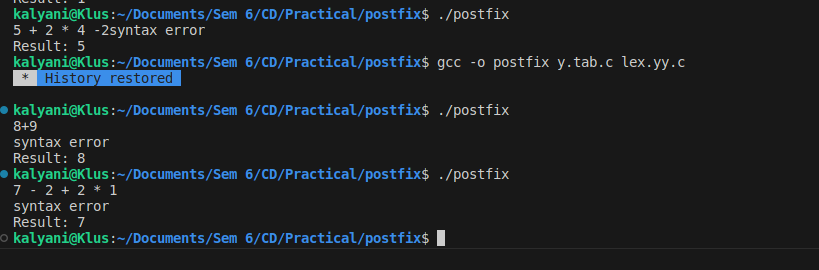 Result: 1
kalyani@Klus:~/Documents/Sem 6/CD/Practical/postfix$ ./postfix
5 + 2 * 4 -2syntax error
Result: 5
kalyani@Klus:~/Documents/Sem 6/CD/Practical/postfix$ gcc -o postfix y.tab.c lex.yy.c
* History restored
kalyani@Klus:~/Documents/Sem 6/CD/Practical/postfix$ ./postfix
8+9
syntax error
Result: 8
kalyani@Klus:~/Documents/Sem 6/CD/Practical/postfix$ ./postfix
7 - 2 + 2 * 1
syntax error
Result: 7
kalyani@Klus:~/Documents/Sem 6/CD/Practical/postfix$